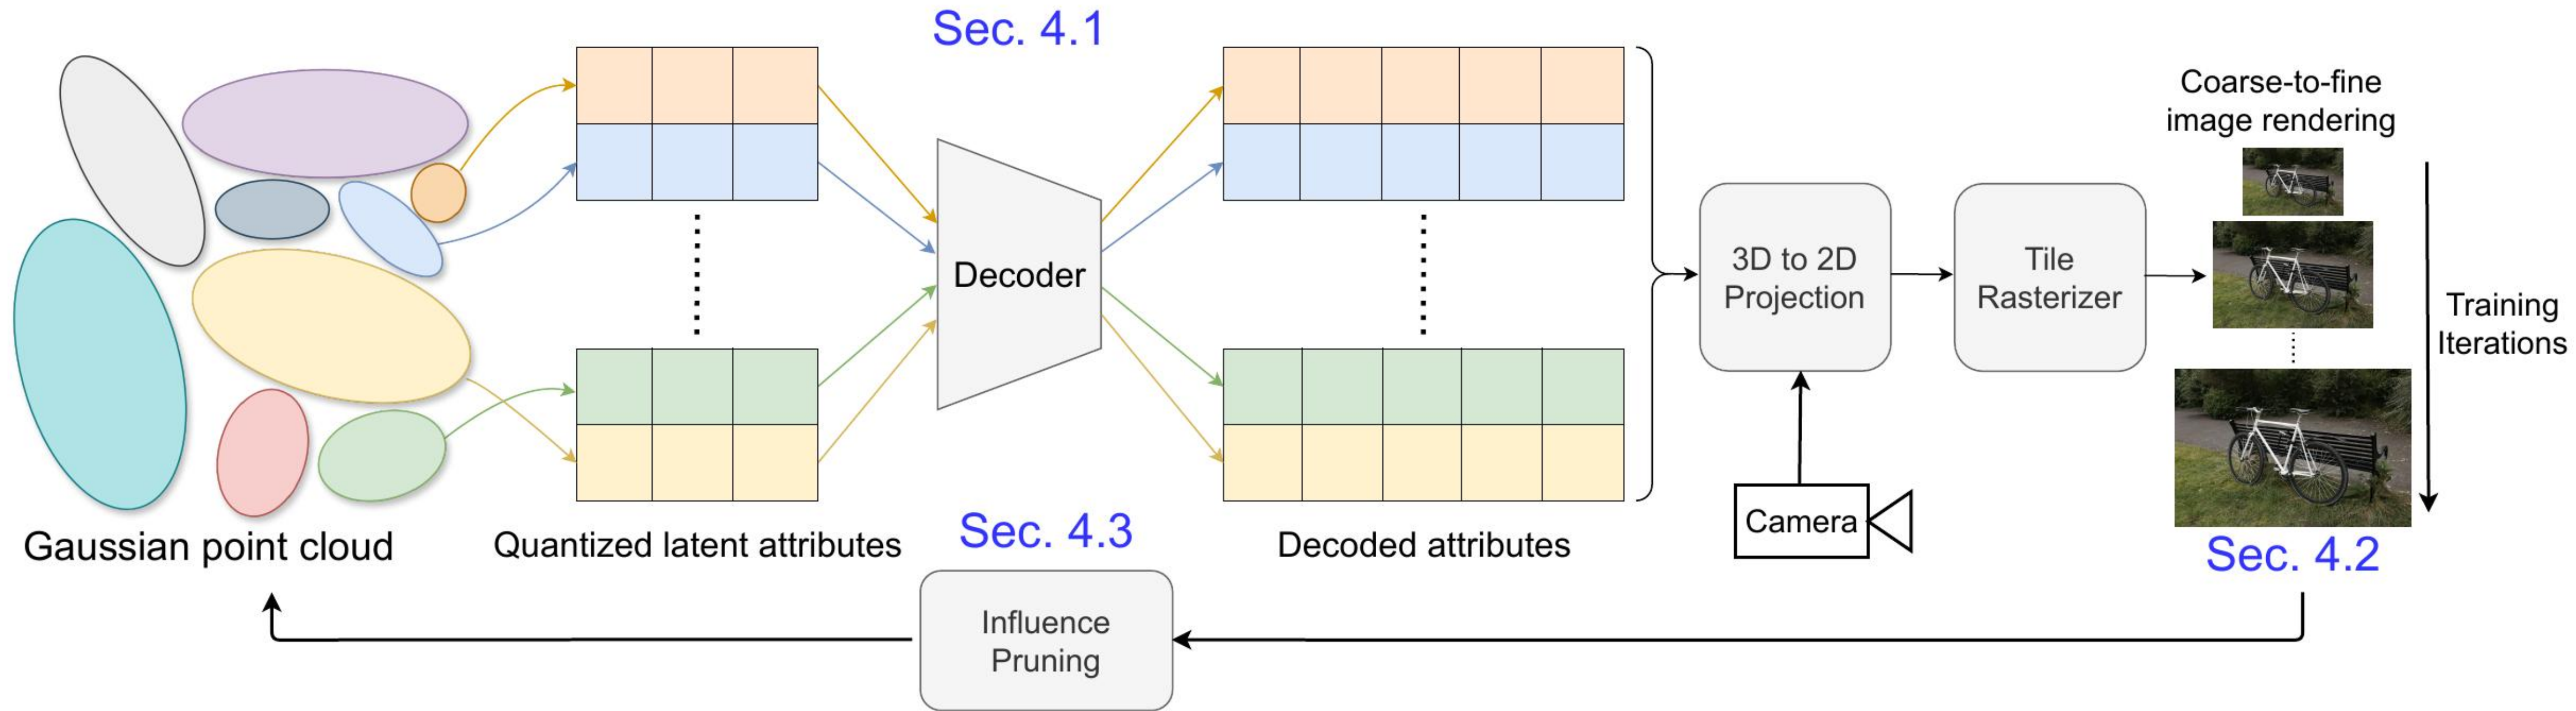 Sec. 4.1
Coarse-to-fine
image rendering
Decoder
3D to 2D
Projection
Tile
Rasterizer
Training
Iterations
Camera
Gaussian point cloud
Quantized latent attributes
Sec. 4.3
Decoded attributes
Sec. 4.2
Influence
Pruning